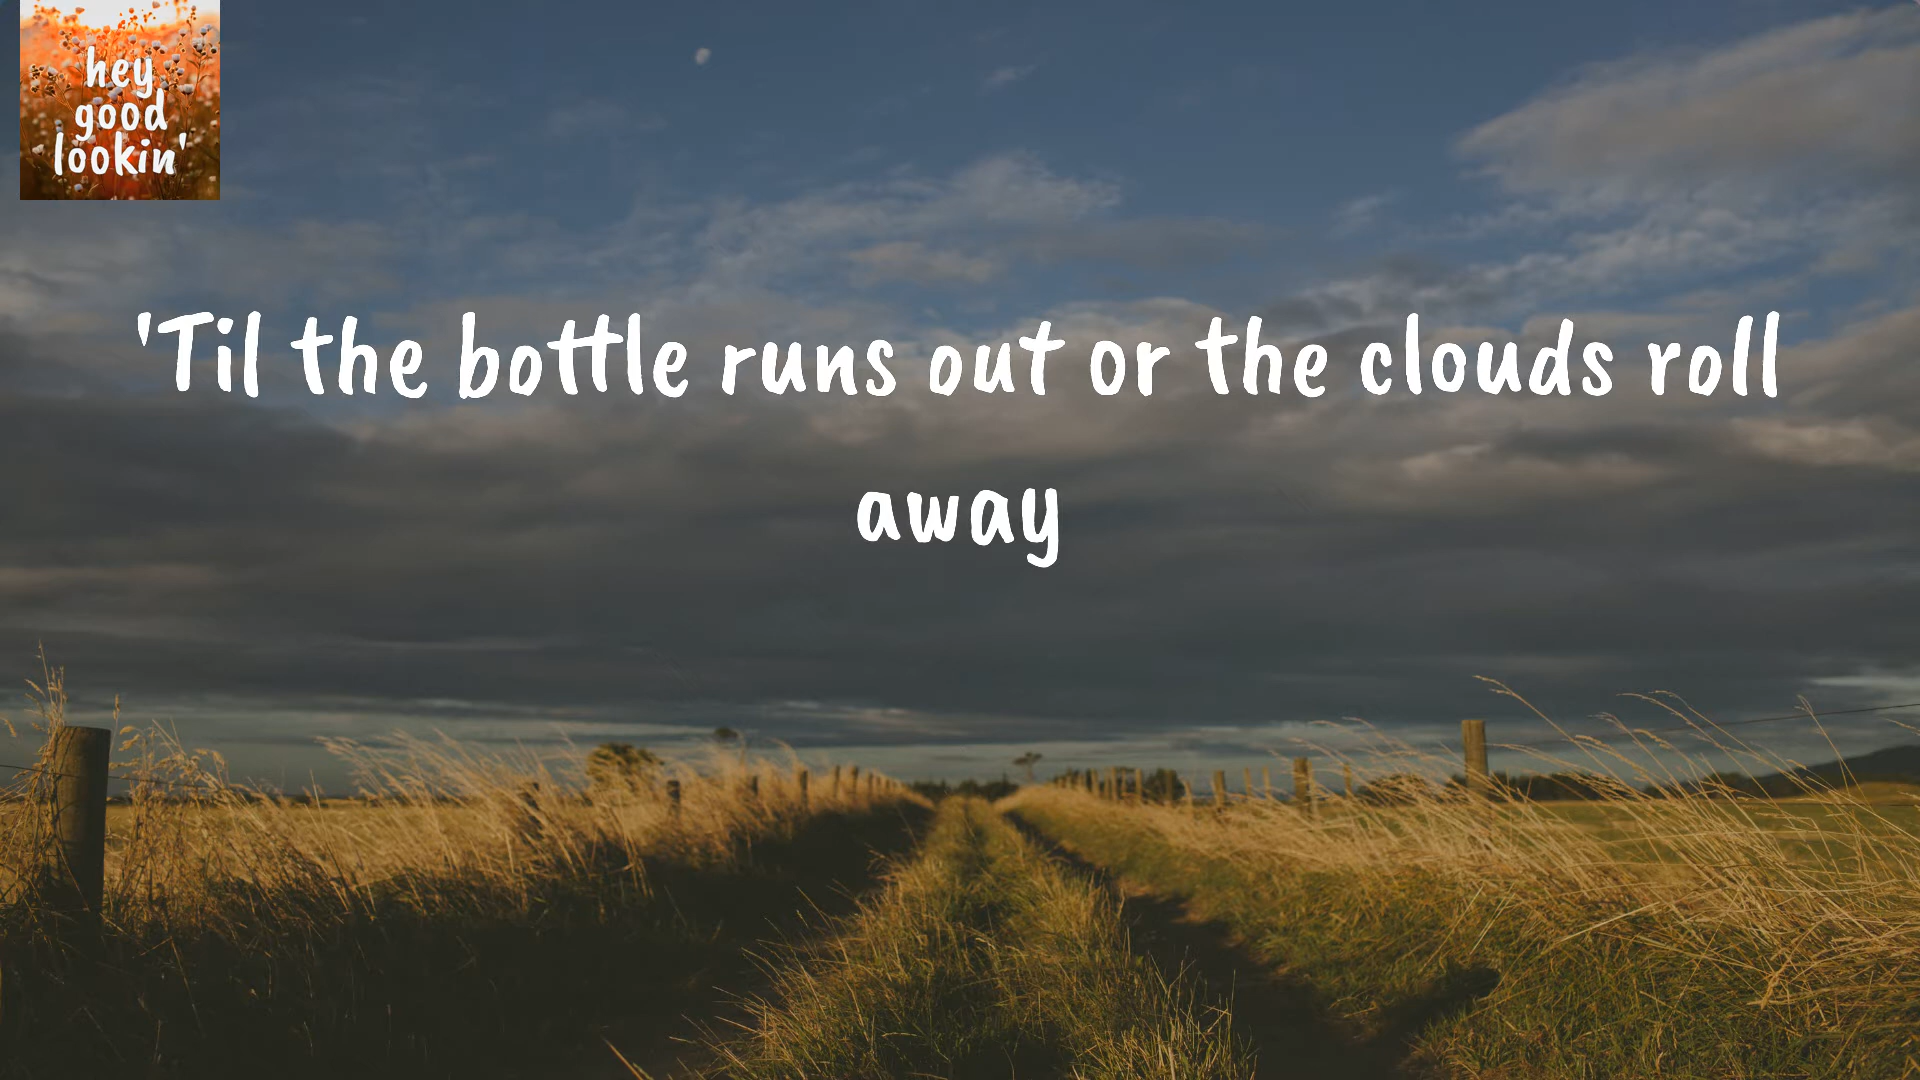 hey
good
lookin'
'Til the bottle runs out or the clouds roll
away